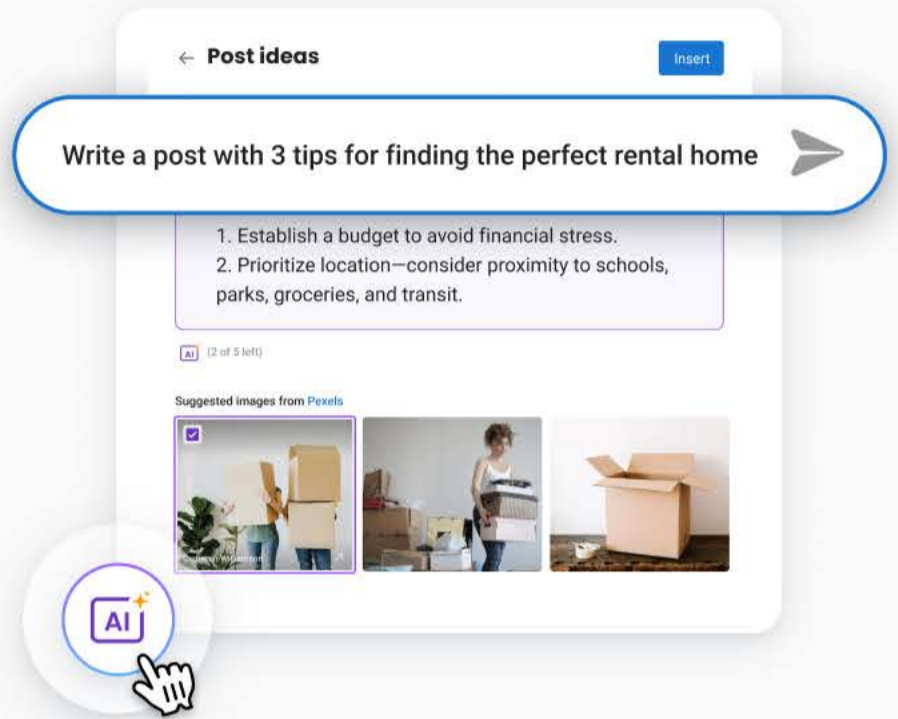 ← Post ideas
Insert
Write a post with 3 tips for finding the perfect rental home
1. Establish a budget to avoid financial stress.
2. Prioritize location—consider proximity to schools,
parks, groceries, and transit.
AI (2 of 5 left)
Suggested images from Pexels
AI